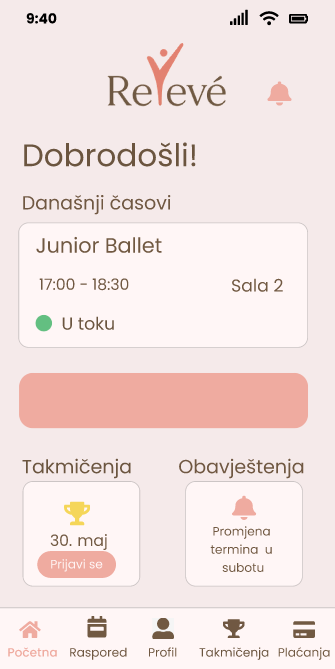 9:40
Relevé
Dobrodošli!
Današnji časovi
Junior Ballet
17:00 - 18:30
Sala 2
U toku
Takmičenja
Obavještenja
30. maj
Prijavi se
Promjena
termina u
subotu
Početna
Raspored
Profil
Takmičenja
Plaćanja